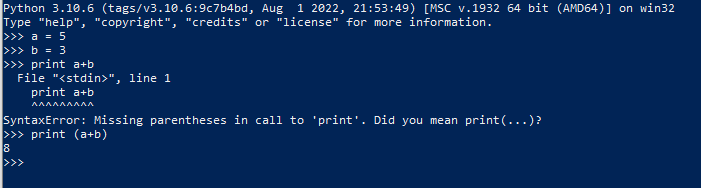 Python 3.10.6 (tags/v3.10.6:9c7b4bd, Aug  1 2022, 21:53:49) [MSC v.1932 64 bit (AMD64)] on win32
Type "help", "copyright", "credits" or "license" for more information.
>>> a = 5
>>> b = 3
>>> print a+b
  File "<stdin>", line 1
    print a+b
    ^^^^^^^^^
SyntaxError: Missing parentheses in call to 'print'. Did you mean print(...)?
>>> print (a+b)
8
>>>